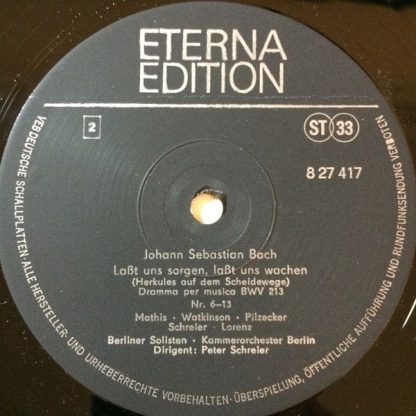 ETERNA
EDITION
2
ST 33
8 27 417
Johann Sebastian Bach
Laßt uns sorgen, laßt uns wachen
(Herkules auf dem Scheidewege)
Dramma per musica BWV 213
Nr. 6–13
Mathis · Watkinson · Pilzecker
Schreier · Lorenz
Berliner Solisten · Kammerorchester Berlin
Dirigent: Peter Schreier
VEB DEUTSCHE SCHALLPLATTEN · ALLE HERSTELLER- UND URHEBERRECHTE VORBEHALTEN · ÜBERSPIELUNG, ÖFFENTLICHE AUFFÜHRUNG UND RUNDFUNKSENDUNG VERBOTEN